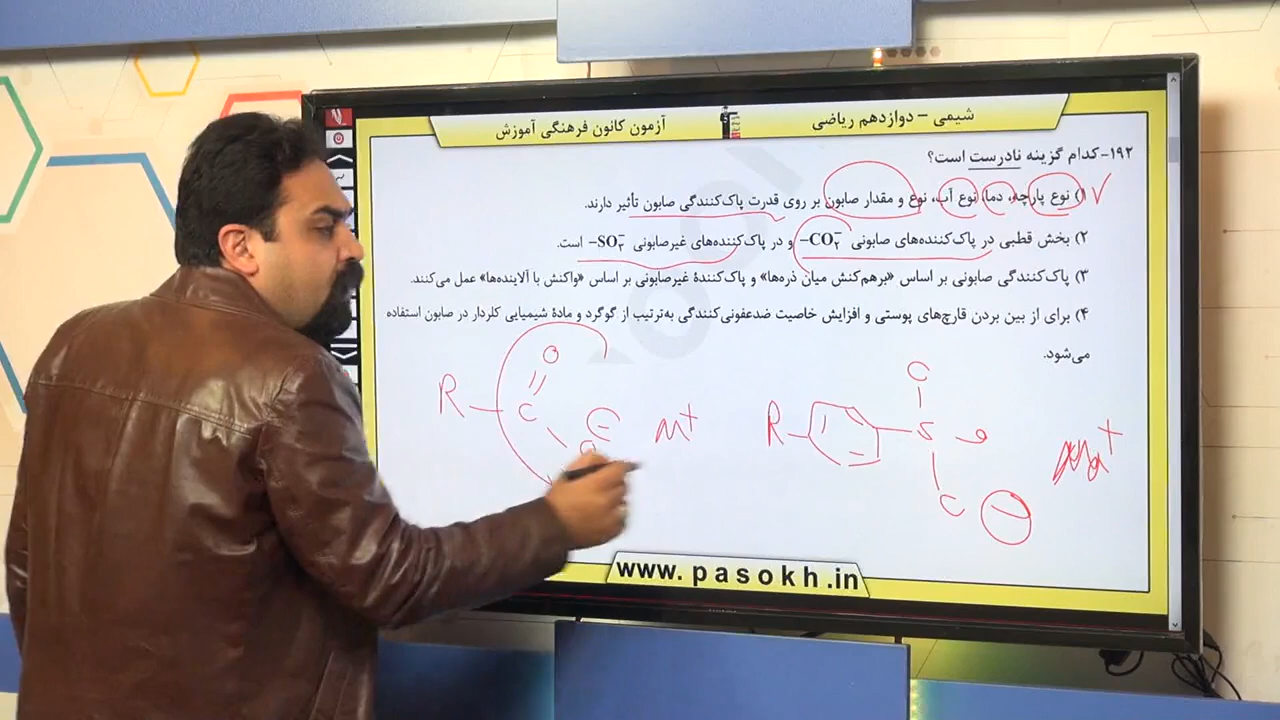 آزمون کانون فرهنگی آموزش
شیمی – دوازدهم ریاضی
۱۹۲- کدام گزینه نادرست است؟
۱) نوع پارچه، دما، نوع آب، نوع و مقدار صابون بر روی قدرت پاک‌کنندگی صابون تأثیر دارند.
۲) بخش قطبی در پاک‌کننده‌های صابونی –CO₂⁻ و در پاک‌کننده‌های غیرصابونی –SO₃⁻ است.
۳) پاک‌کنندگی صابونی بر اساس «برهم‌کنش میان ذره‌ها» و پاک‌کنندهٔ غیرصابونی بر اساس «واکنش با آلاینده‌ها» عمل می‌کنند.
۴) برای از بین بردن قارچ‌های پوستی و افزایش خاصیت ضدعفونی‌کنندگی به‌ترتیب از گوگرد و مادهٔ شیمیایی کلردار در صابون استفاده
می‌شود.
R C O M+
R S O
www.pasokh.in